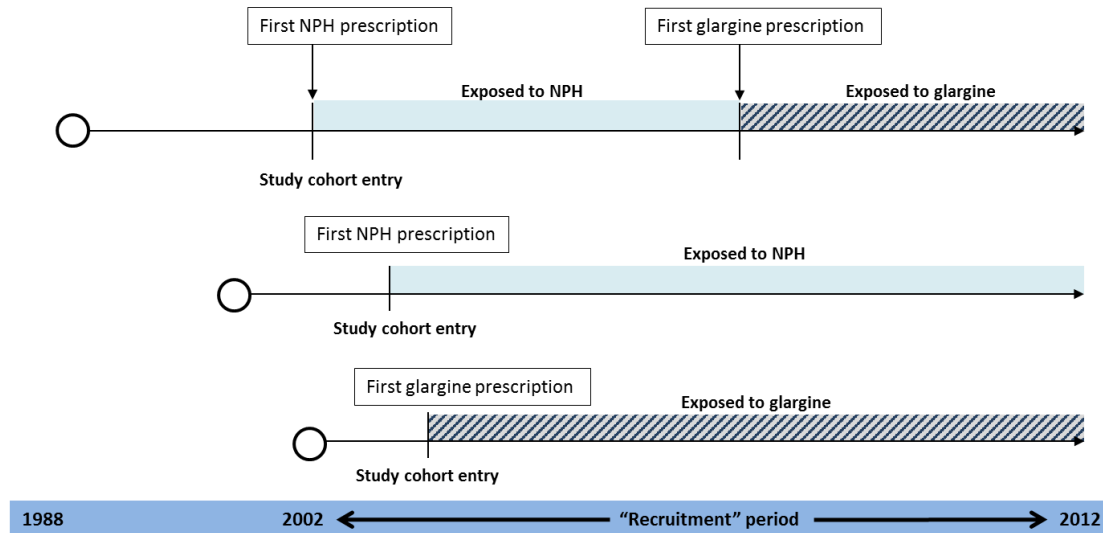 First NPH prescription
First glargine prescription
Exposed to NPH
Exposed to glargine
Study cohort entry
First NPH prescription
Exposed to NPH
Study cohort entry
First glargine prescription
Exposed to glargine
Study cohort entry
1988 2002 “Recruitment” period 2012